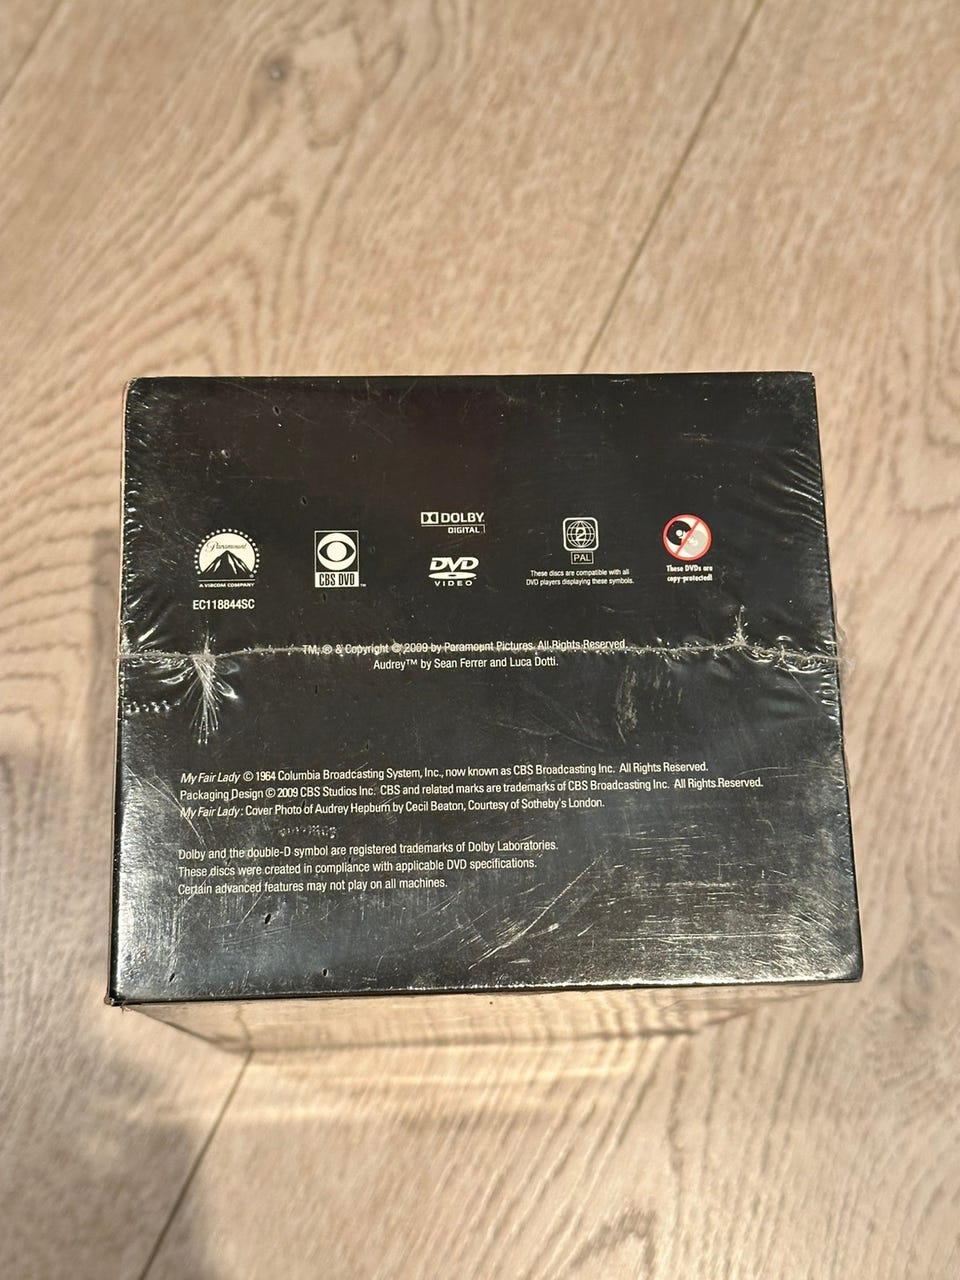 Paramount
A VIACOM COMPANY
EC118844SC
CBS DVD™
DOLBY
DIGITAL
DVD
VIDEO
2
PAL
These discs are compatible with all
DVD players displaying these symbols.
These DVDs are
copy-protected!
TM, ® & Copyright © 2009 by Paramount Pictures. All Rights Reserved.
Audrey™ by Sean Ferrer and Luca Dotti.
My Fair Lady © 1964 Columbia Broadcasting System, Inc., now known as CBS Broadcasting Inc. All Rights Reserved.
Packaging Design © 2009 CBS Studios Inc. CBS and related marks are trademarks of CBS Broadcasting Inc. All Rights Reserved.
My Fair Lady: Cover Photo of Audrey Hepburn by Cecil Beaton, Courtesy of Sotheby's London.
Dolby and the double-D symbol are registered trademarks of Dolby Laboratories.
These discs were created in compliance with applicable DVD specifications.
Certain advanced features may not play on all machines.